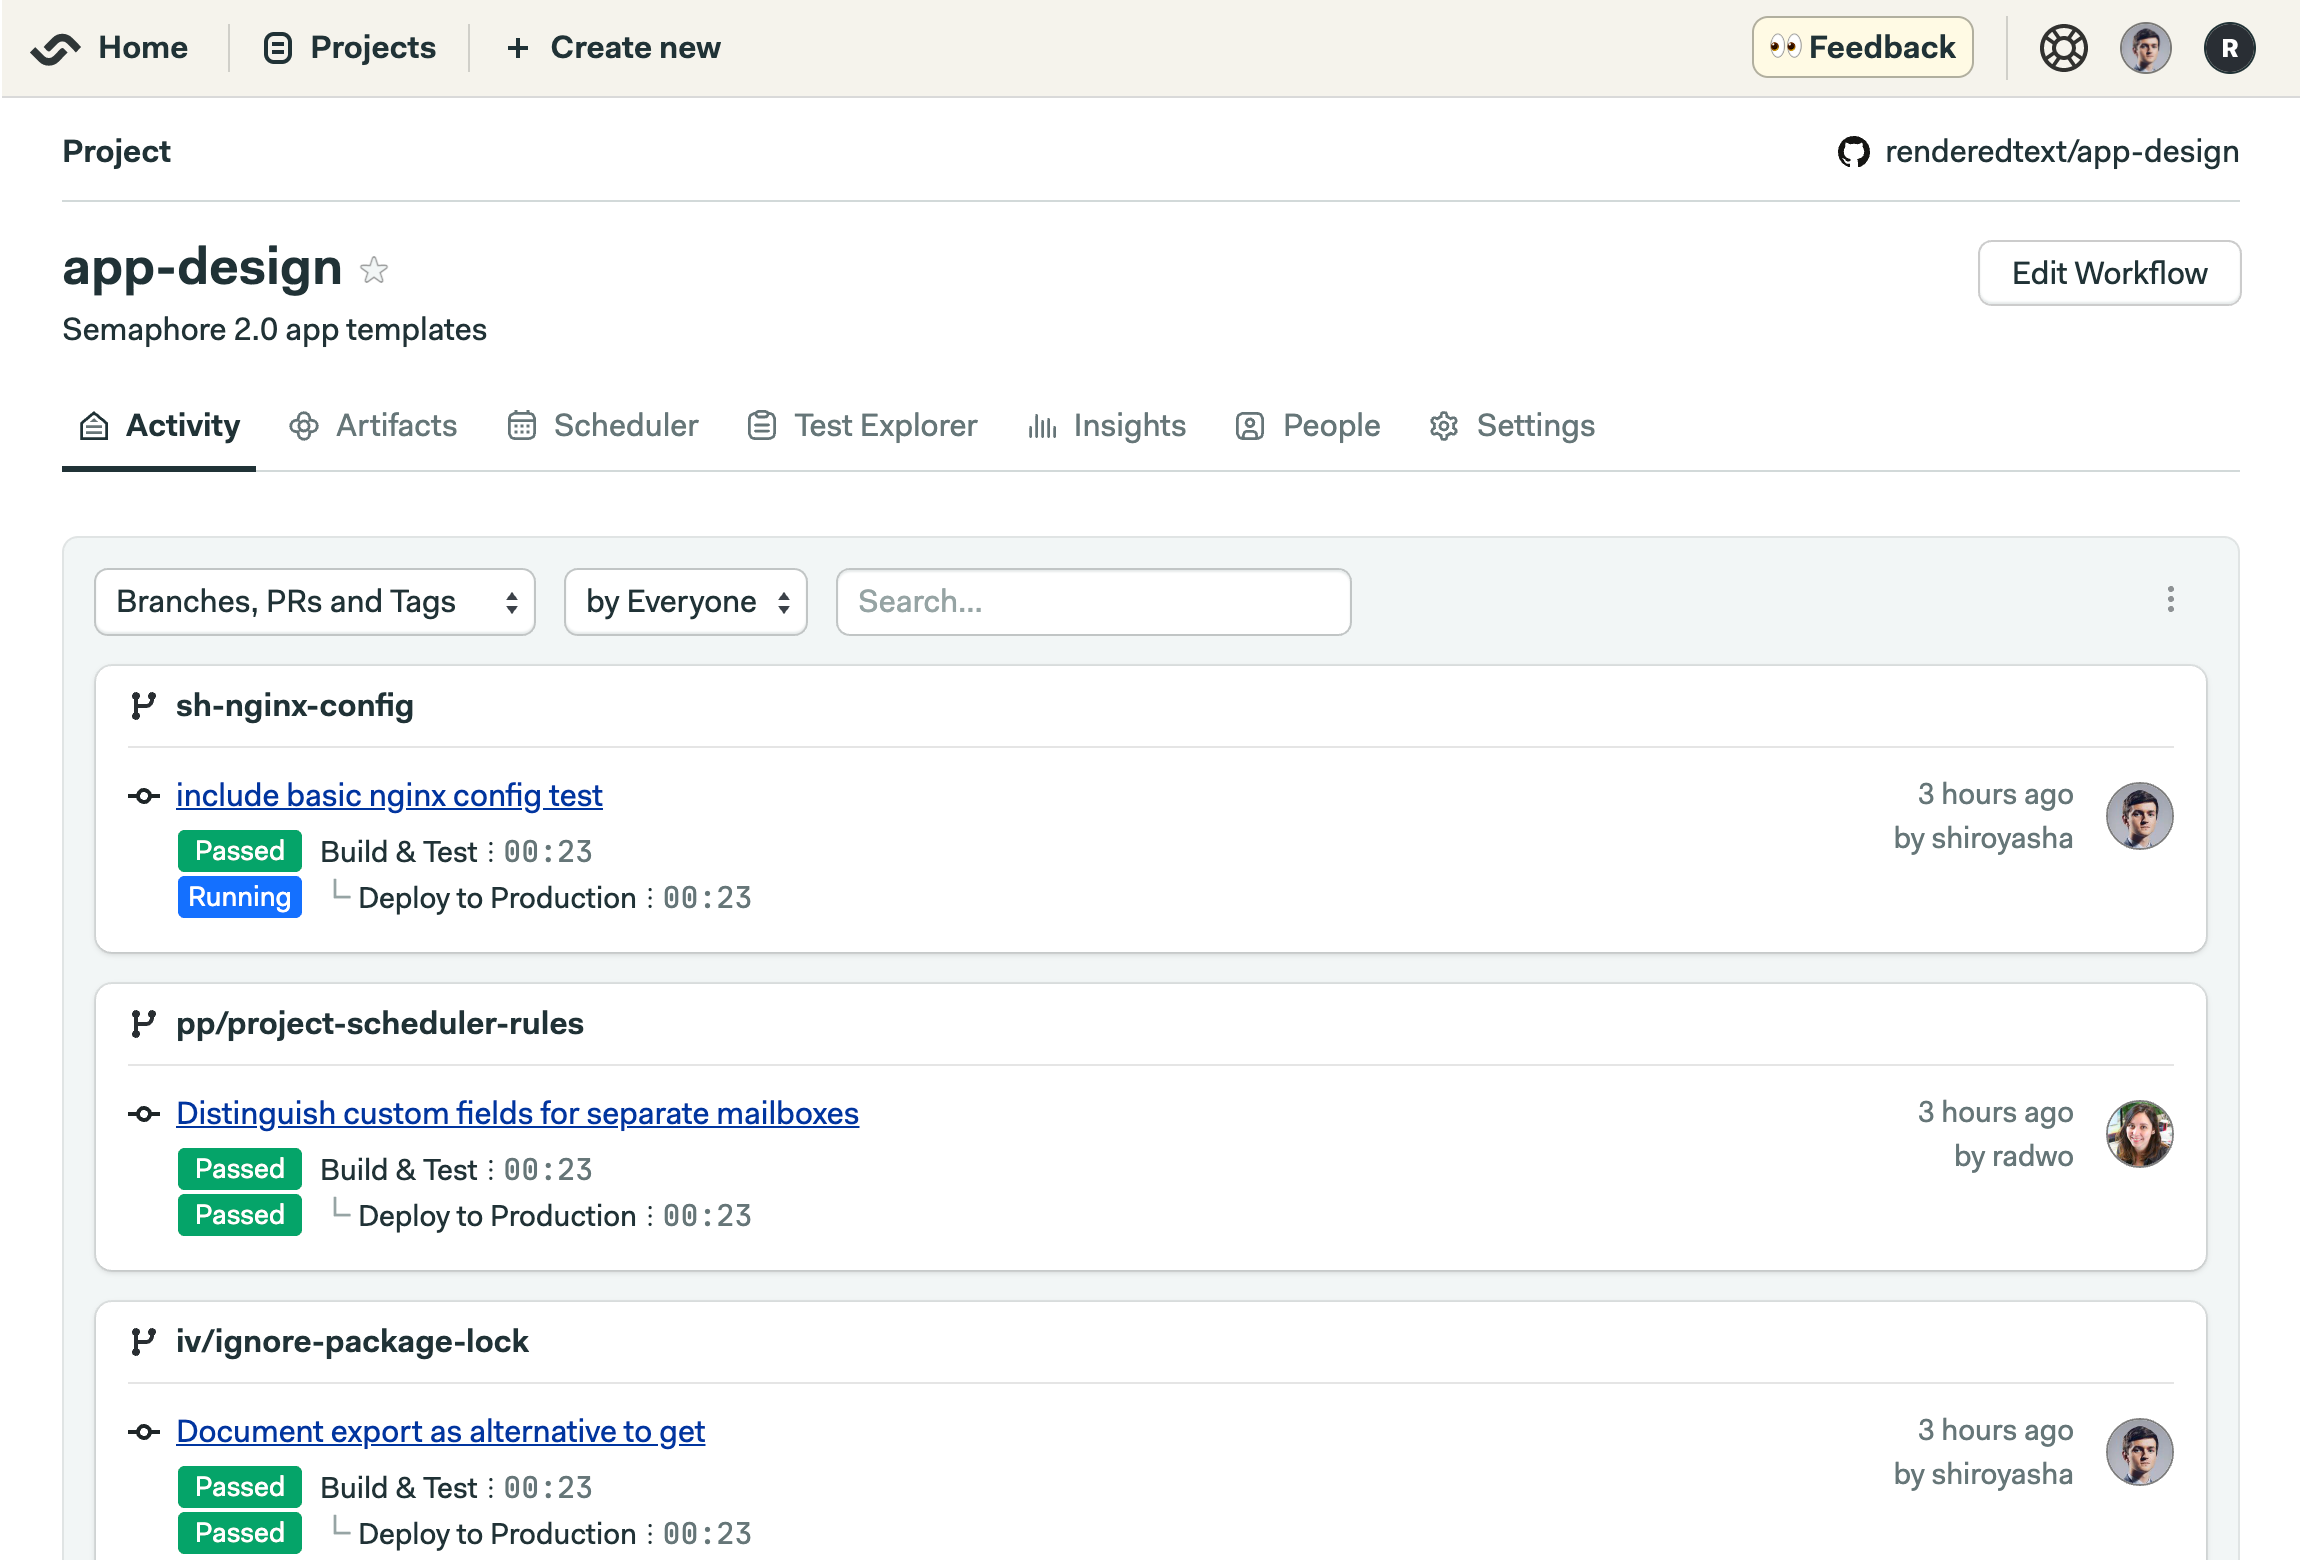 Home
Projects
+ Create new
👀 Feedback
R
Project
renderedtext/app-design
app-design
Edit Workflow
Semaphore 2.0 app templates
Activity
Artifacts
Scheduler
Test Explorer
Insights
People
Settings
Branches, PRs and Tags
by Everyone
Search...
sh-nginx-config
include basic nginx config test
3 hours ago
by shiroyasha
Passed Build & Test ⋮ 00:23
Running Deploy to Production ⋮ 00:23
pp/project-scheduler-rules
Distinguish custom fields for separate mailboxes
3 hours ago
by radwo
Passed Build & Test ⋮ 00:23
Passed Deploy to Production ⋮ 00:23
iv/ignore-package-lock
Document export as alternative to get
3 hours ago
by shiroyasha
Passed Build & Test ⋮ 00:23
Passed Deploy to Production ⋮ 00:23